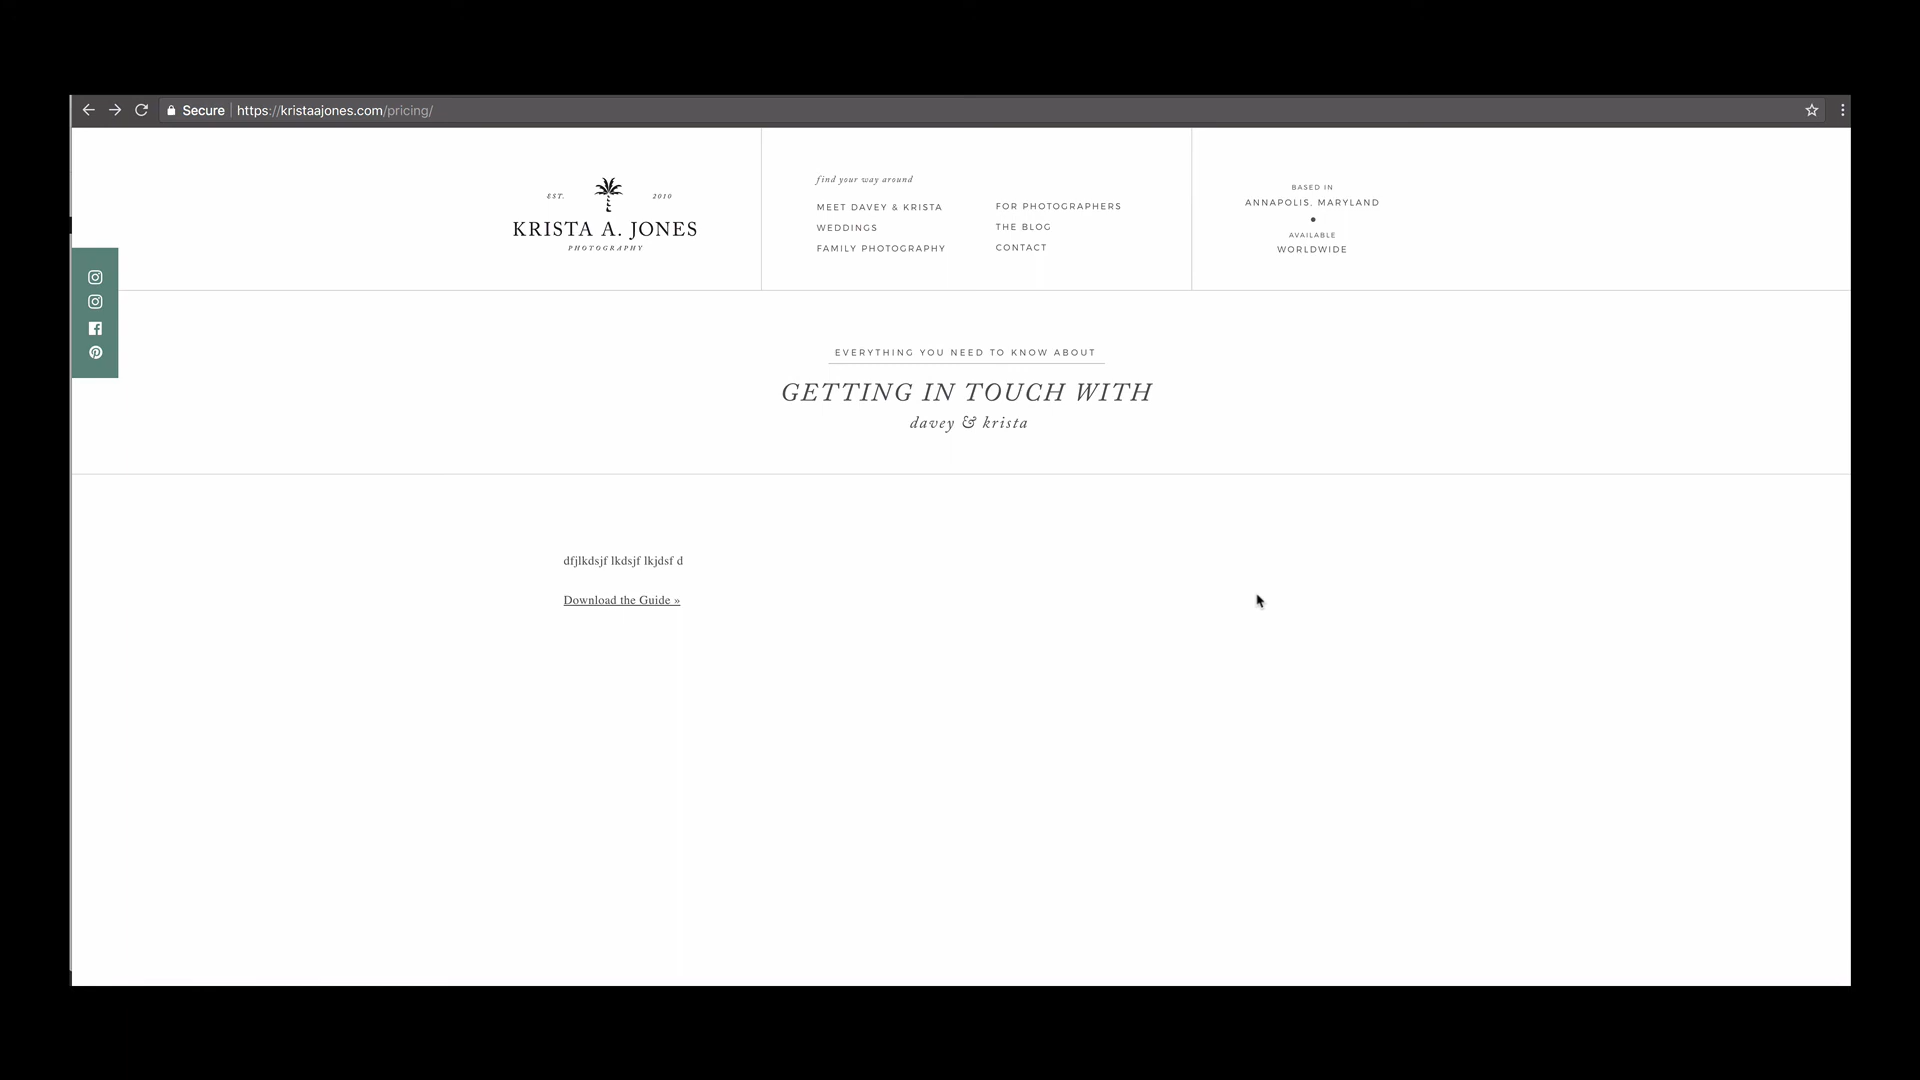 Secure | https://kristaajones.com/pricing/
EST. 2010
KRISTA A. JONES
PHOTOGRAPHY
find your way around
MEET DAVEY & KRISTA
WEDDINGS
FAMILY PHOTOGRAPHY
FOR PHOTOGRAPHERS
THE BLOG
CONTACT
BASED IN
ANNAPOLIS, MARYLAND
AVAILABLE
WORLDWIDE
EVERYTHING YOU NEED TO KNOW ABOUT
GETTING IN TOUCH WITH
davey & krista
dfjlkdsjf lkdsjf lkjdsf d
Download the Guide »